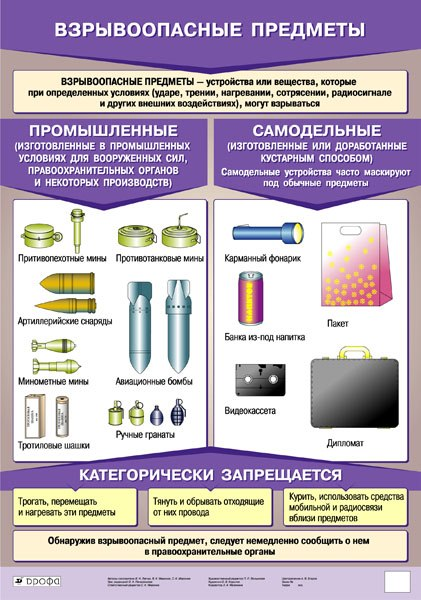 ВЗРЫВООПАСНЫЕ ПРЕДМЕТЫ
ВЗРЫВООПАСНЫЕ ПРЕДМЕТЫ — устройства или вещества, которые
при определенных условиях (ударе, трении, нагревании, сотрясении, радиосигнале
и других внешних воздействиях), могут взрываться
ПРОМЫШЛЕННЫЕ
(ИЗГОТОВЛЕННЫЕ В ПРОМЫШЛЕННЫХ
УСЛОВИЯХ ДЛЯ ВООРУЖЕННЫХ СИЛ,
ПРАВООХРАНИТЕЛЬНЫХ ОРГАНОВ
И НЕКОТОРЫХ ПРОИЗВОДСТВ)
Притивопехотные мины
Противотанковые мины
Артиллерийские снаряды
Минометные мины
Авиационные бомбы
Тротиловые шашки
Ручные гранаты
САМОДЕЛЬНЫЕ
(ИЗГОТОВЛЕННЫЕ ИЛИ ДОРАБОТАННЫЕ
КУСТАРНЫМ СПОСОБОМ)
Самодельные устройства часто маскируют
под обычные предметы
Карманный фонарик
Банка из-под напитка
Пакет
Видеокассета
Дипломат
КАТЕГОРИЧЕСКИ ЗАПРЕЩАЕТСЯ
Трогать, перемещать
и нагревать эти предметы
Тянуть и обрывать отходящие
от них провода
Курить, использовать средства
мобильной и радиосвязи
вблизи предметов
Обнаружив взрывоопасный предмет, следует немедленно сообщить о нем
в правоохранительные органы
дрофа